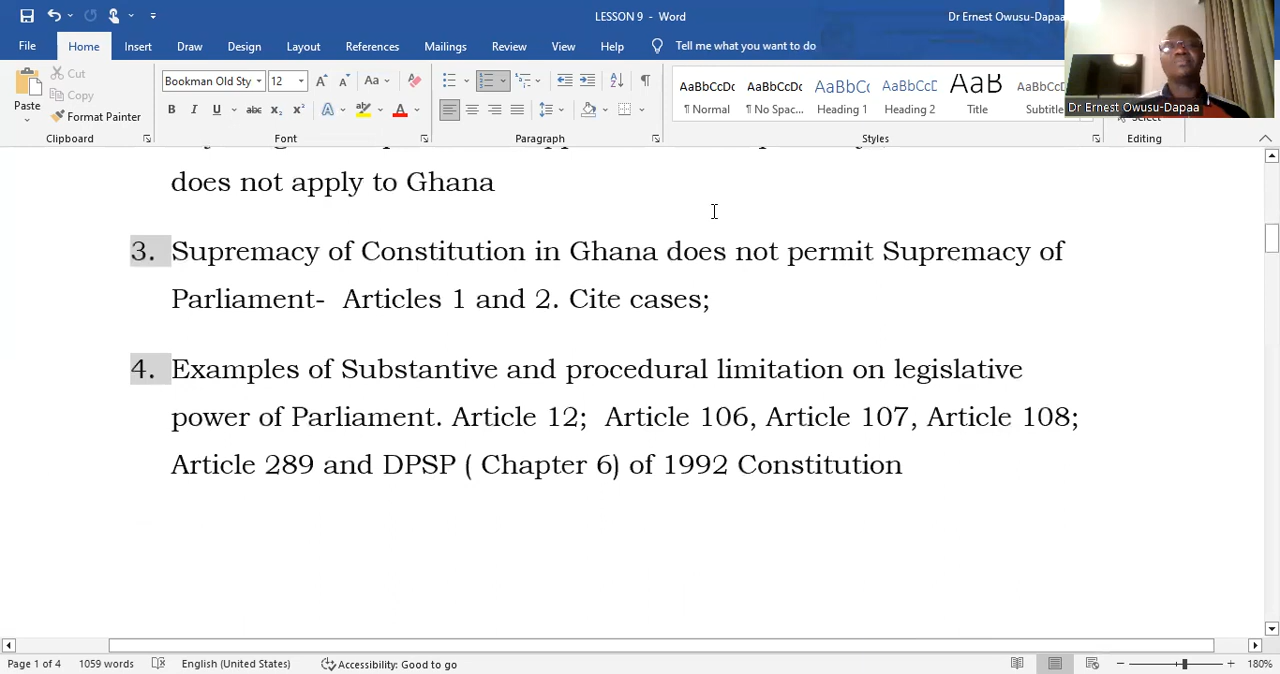 LESSON 9 - Word
Dr Ernest Owusu-Dapaa
File Home Insert Draw Design Layout References Mailings Review View Help Tell me what you want to do
Paste
Cut
Copy
Format Painter
Clipboard
Bookman Old Sty 12
Font
Paragraph
AaBbCcDc AaBbCcDc AaBbCc AaBbCcD AaB AaBbCcD
¶ Normal ¶ No Spac... Heading 1 Heading 2 Title Subtitle
Styles
Select
Editing
Dr Ernest Owusu-Dapaa
does not apply to Ghana
3. Supremacy of Constitution in Ghana does not permit Supremacy of
Parliament- Articles 1 and 2. Cite cases;
4. Examples of Substantive and procedural limitation on legislative
power of Parliament. Article 12; Article 106, Article 107, Article 108;
Article 289 and DPSP ( Chapter 6) of 1992 Constitution
Page 1 of 4 1059 words English (United States) Accessibility: Good to go 180%